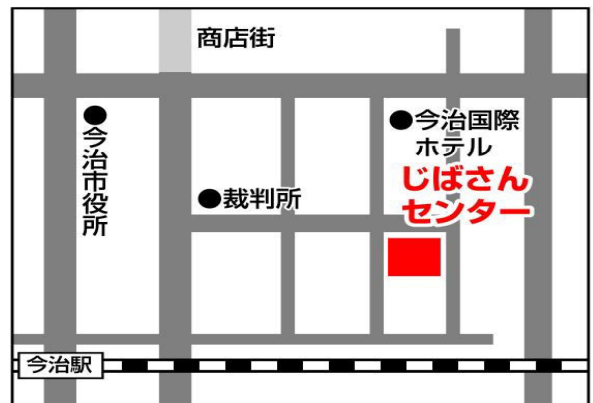 商店街
●今治市役所
●今治国際
ホテル
じばさん
センター
●裁判所
今治駅